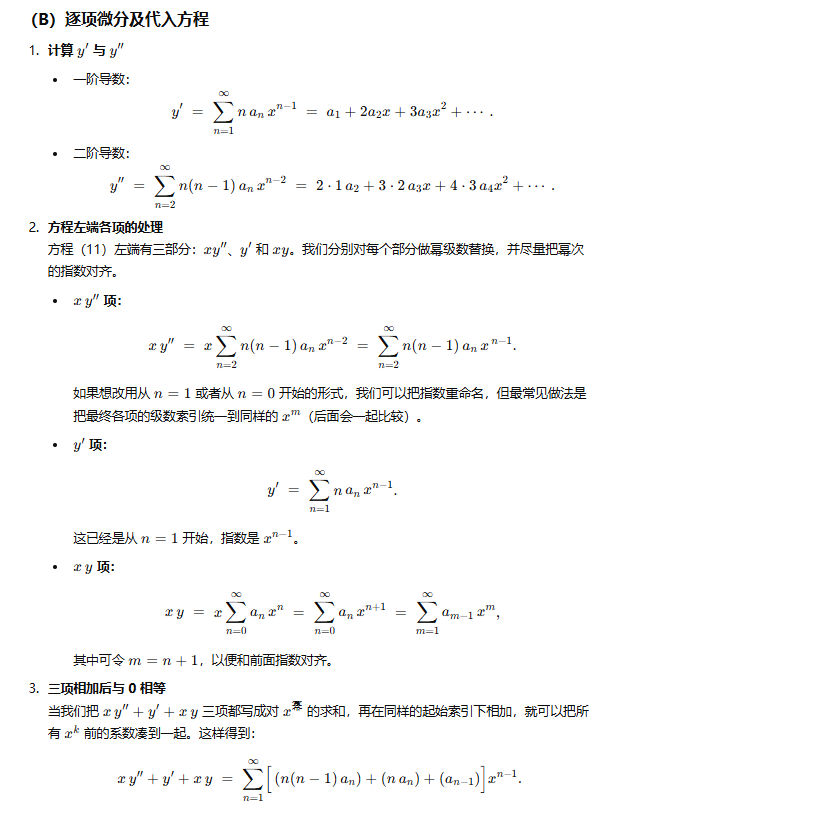 （B）逐项微分及代入方程
1. 计算 y′ 与 y″
• 一阶导数：
y′ = ∑_{n=1}^{∞} n a_n x^{n−1} = a_1 + 2a_2x + 3a_3x^2 + ⋯ .
• 二阶导数：
y″ = ∑_{n=2}^{∞} n(n − 1) a_n x^{n−2} = 2 · 1 a_2 + 3 · 2 a_3x + 4 · 3 a_4x^2 + ⋯ .
2. 方程左端各项的处理
方程（11）左端有三部分：xy″、y′ 和 xy。我们分别对每个部分做幂级数替换，并尽量把幂次
的指数对齐。
• x y″ 项：
x y″ = x ∑_{n=2}^{∞} n(n − 1) a_n x^{n−2} = ∑_{n=2}^{∞} n(n − 1) a_n x^{n−1}.
如果想改用从 n = 1 或者从 n = 0 开始的形式，我们可以把指数重命名，但最常见做法是
把最终各项的级数索引统一到同样的 x^m（后面会一起比较）。
• y′ 项：
y′ = ∑_{n=1}^{∞} n a_n x^{n−1}.
这已经是从 n = 1 开始，指数是 x^{n−1}。
• x y 项：
x y = x ∑_{n=0}^{∞} a_n x^n = ∑_{n=0}^{∞} a_n x^{n+1} = ∑_{m=1}^{∞} a_{m−1} x^m,
其中可令 m = n + 1，以便和前面指数对齐。
3. 三项相加后与 0 相等
当我们把 x y″ + y′ + x y 三项都写成对 x 的求和，再在同样的起始索引下相加，就可以把所
有 x^k 前的系数凑到一起。这样得到：
x y″ + y′ + x y = ∑_{n=1}^{∞} [ (n(n − 1) a_n) + (n a_n) + (a_{n−1}) ] x^{n−1}.